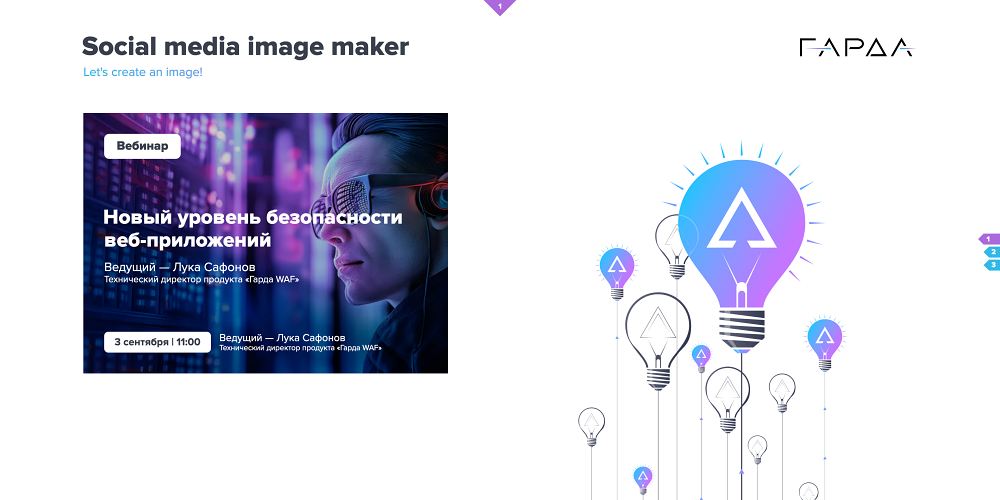 1
Social media image maker
Let's create an image!
ГАРДА
Вебинар
Новый уровень безопасности
веб-приложений
Ведущий — Лука Сафонов
Технический директор продукта «Гарда WAF»
3 сентября | 11:00
Ведущий — Лука Сафонов
Технический директор продукта «Гарда WAF»
1
2
3